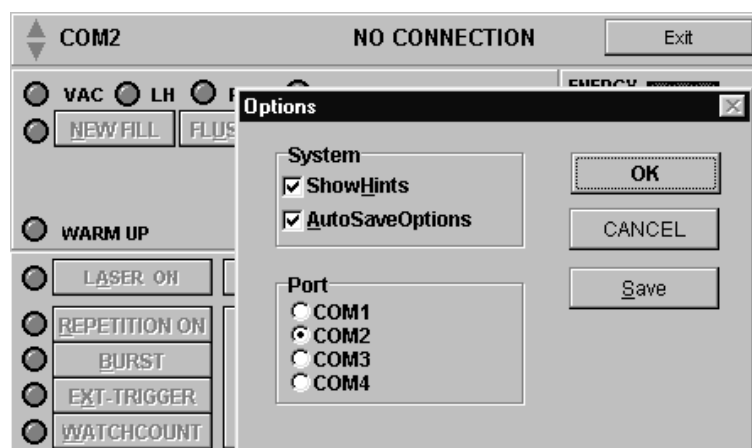 COM2 NO CONNECTION Exit
VAC LH
NEW FILL
WARM UP
LASER ON
REPETITION ON
BURST
EXT-TRIGGER
WATCHCOUNT
Options
System
ShowHints
AutoSaveOptions
Port
COM1
COM2
COM3
COM4
OK
CANCEL
Save